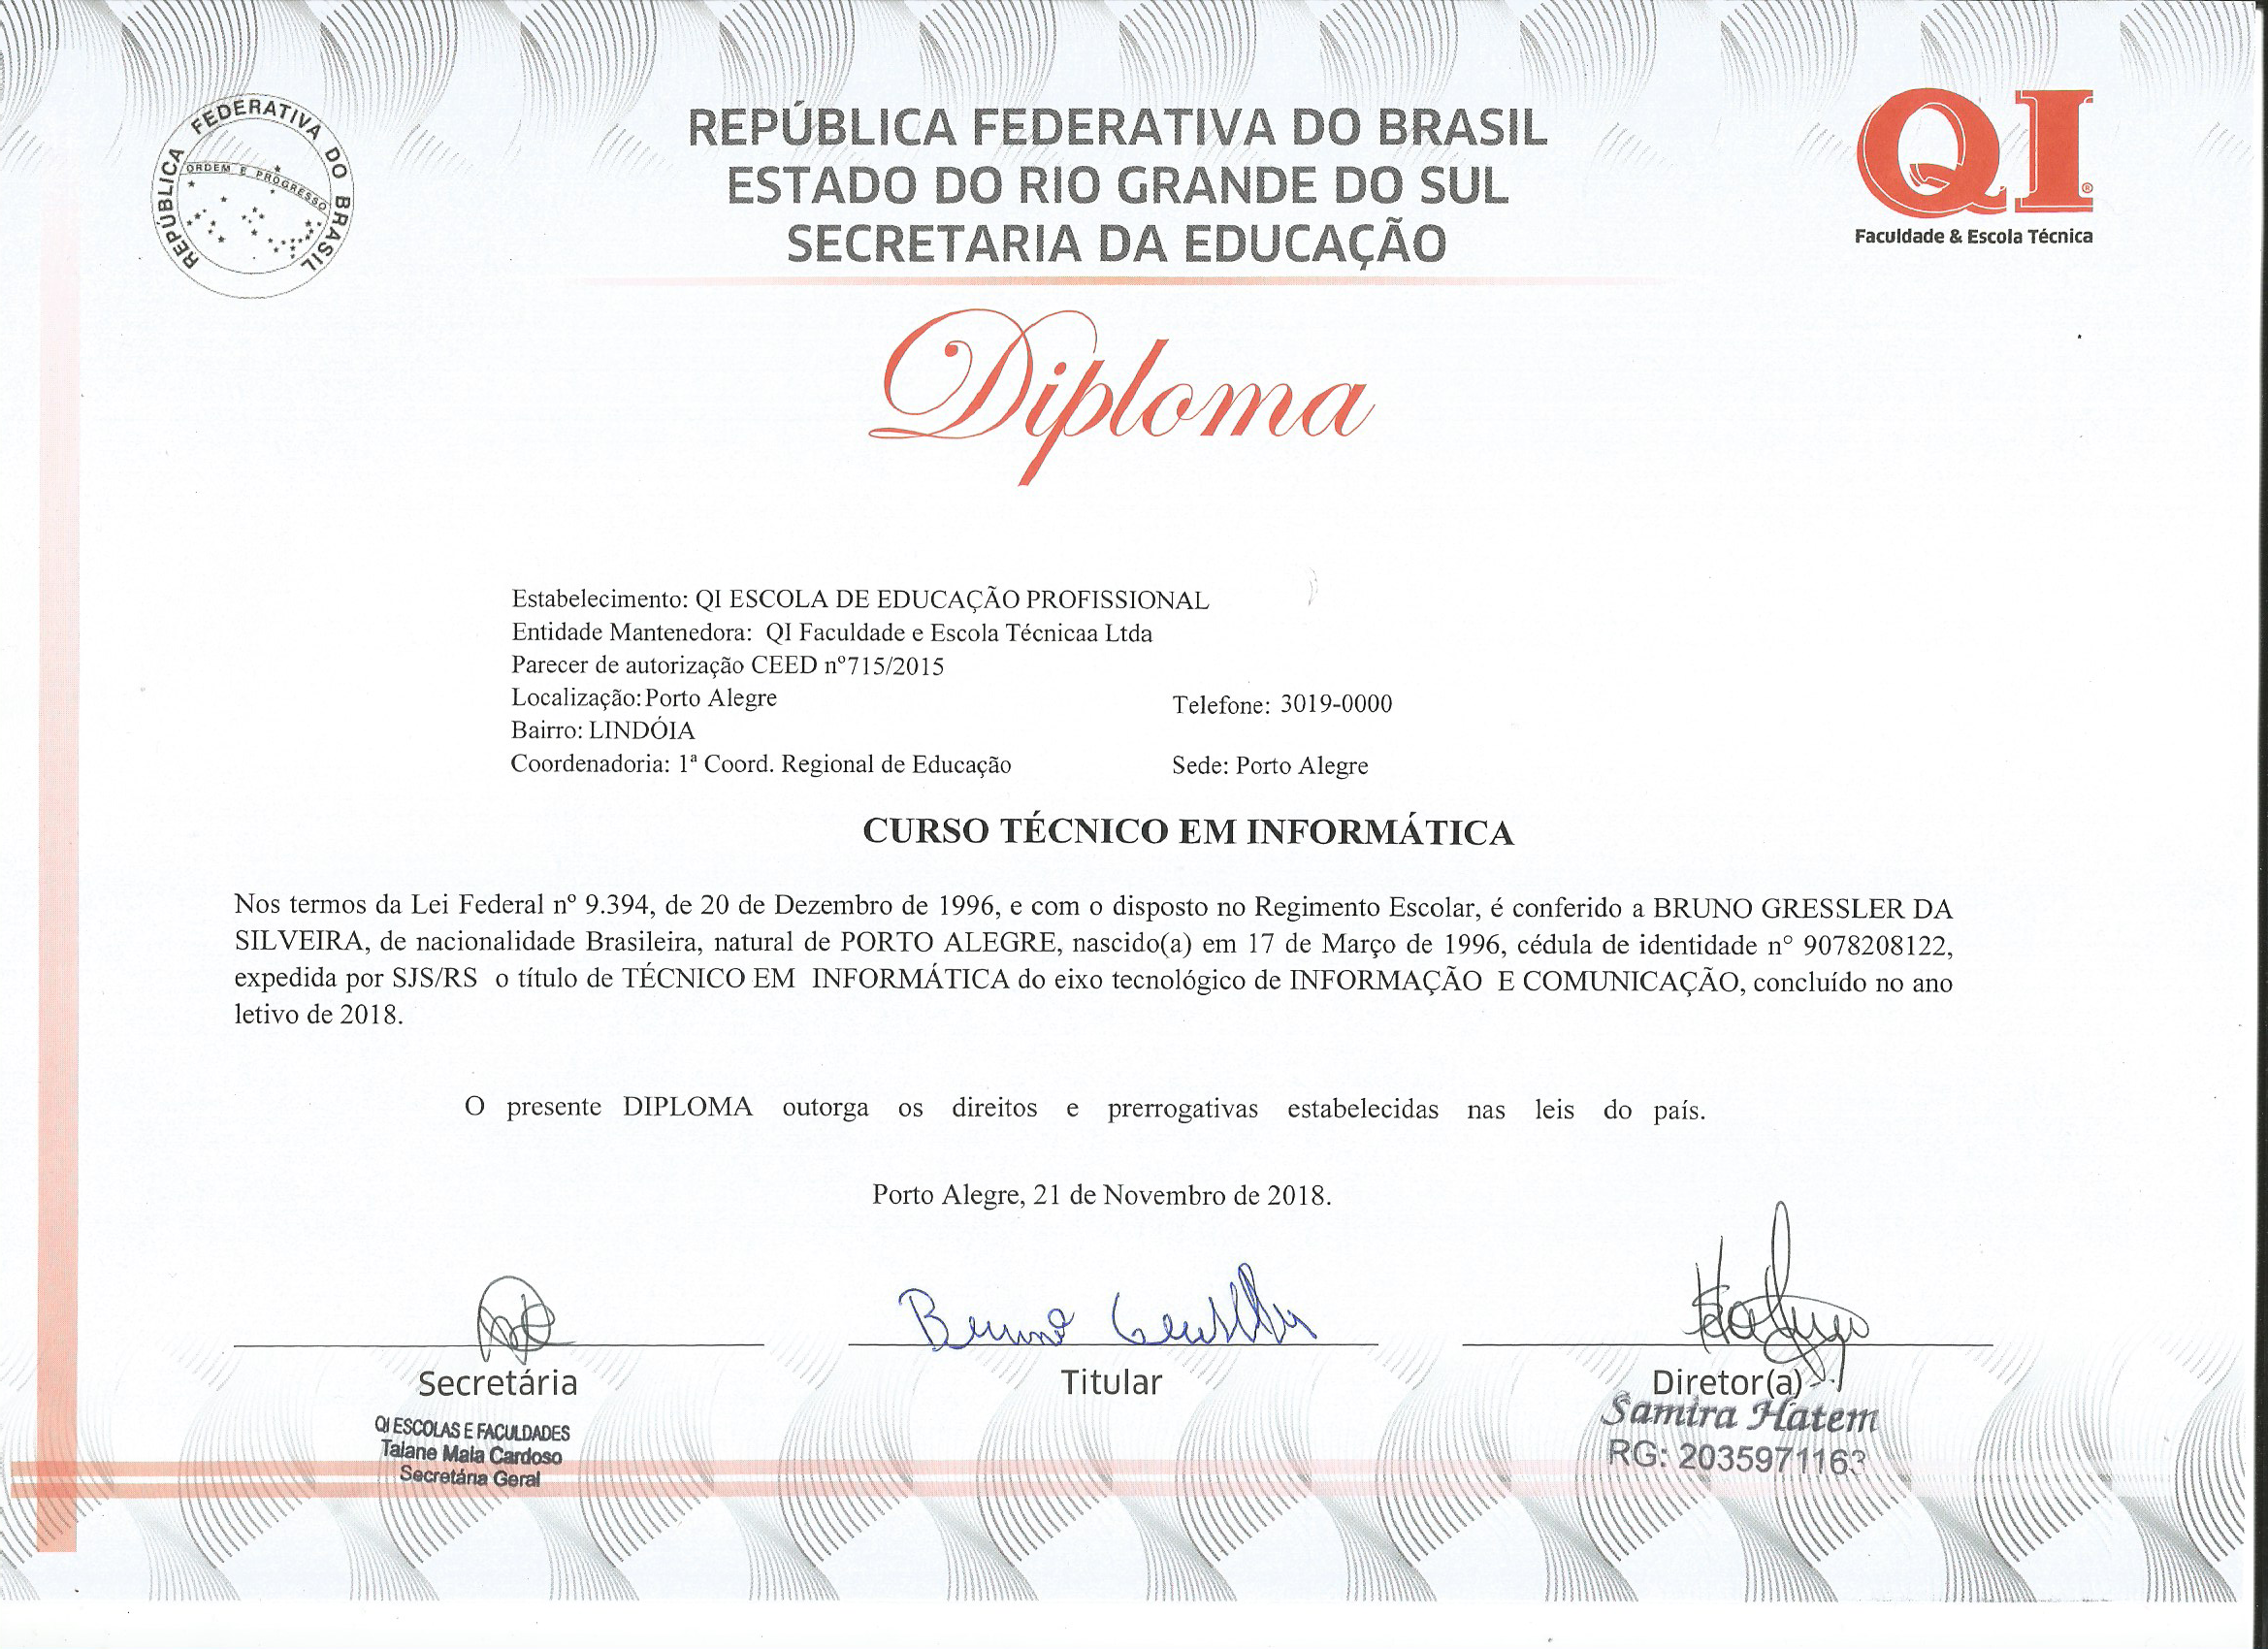 REPÚBLICA FEDERATIVA DO BRASIL
ORDEM E PROGRESSO
REPÚBLICA FEDERATIVA DO BRASIL
ESTADO DO RIO GRANDE DO SUL
SECRETARIA DA EDUCAÇÃO
QI
Faculdade & Escola Técnica
Diploma
Estabelecimento: QI ESCOLA DE EDUCAÇÃO PROFISSIONAL
Entidade Mantenedora: QI Faculdade e Escola Técnicaa Ltda
Parecer de autorização CEED nº715/2015
Localização: Porto Alegre Telefone: 3019-0000
Bairro: LINDÓIA
Coordenadoria: 1ª Coord. Regional de Educação Sede: Porto Alegre
CURSO TÉCNICO EM INFORMÁTICA
Nos termos da Lei Federal nº 9.394, de 20 de Dezembro de 1996, e com o disposto no Regimento Escolar, é conferido a BRUNO GRESSLER DA
SILVEIRA, de nacionalidade Brasileira, natural de PORTO ALEGRE, nascido(a) em 17 de Março de 1996, cédula de identidade n° 9078208122,
expedida por SJS/RS o título de TÉCNICO EM INFORMÁTICA do eixo tecnológico de INFORMAÇÃO E COMUNICAÇÃO, concluído no ano
letivo de 2018.
O presente DIPLOMA outorga os direitos e prerrogativas estabelecidas nas leis do país.
Porto Alegre, 21 de Novembro de 2018.
Bruno
Secretária Titular Diretor(a)
QI ESCOLAS E FACULDADES
Taiane Maia Cardoso
Secretária Geral
Samira Hatem
RG: 2035971163